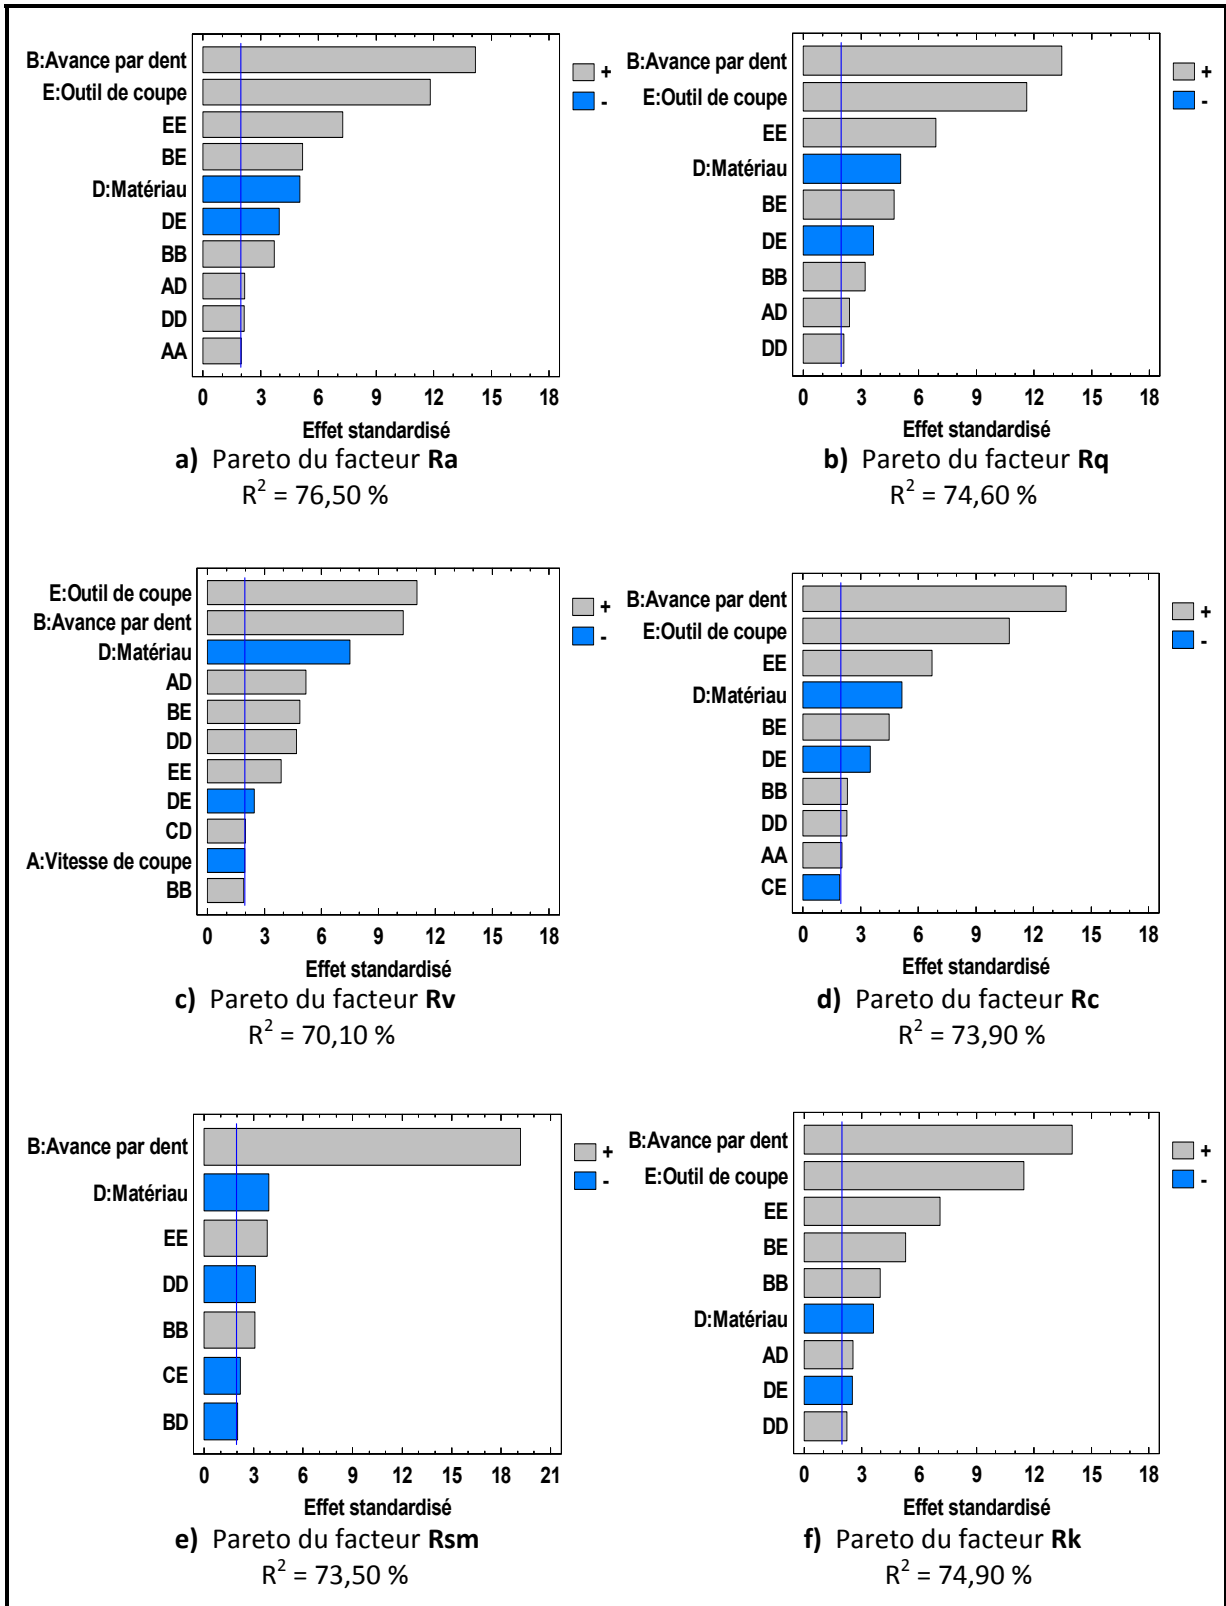 B:Avance par dent
E:Outil de coupe
EE
BE
D:Matériau
DE
BB
AD
DD
AA
+
-
0 3 6 9 12 15 18
Effet standardisé
a) Pareto du facteur Ra
R² = 76,50 %
B:Avance par dent
E:Outil de coupe
EE
D:Matériau
BE
DE
BB
AD
DD
+
-
0 3 6 9 12 15 18
Effet standardisé
b) Pareto du facteur Rq
R² = 74,60 %
E:Outil de coupe
B:Avance par dent
D:Matériau
AD
BE
DD
EE
DE
CD
A:Vitesse de coupe
BB
+
-
0 3 6 9 12 15 18
Effet standardisé
c) Pareto du facteur Rv
R² = 70,10 %
B:Avance par dent
E:Outil de coupe
EE
D:Matériau
BE
DE
BB
DD
AA
CE
+
-
0 3 6 9 12 15 18
Effet standardisé
d) Pareto du facteur Rc
R² = 73,90 %
B:Avance par dent
D:Matériau
EE
DD
BB
CE
BD
+
-
0 3 6 9 12 15 18 21
Effet standardisé
e) Pareto du facteur Rsm
R² = 73,50 %
B:Avance par dent
E:Outil de coupe
EE
BE
BB
D:Matériau
AD
DE
DD
+
-
0 3 6 9 12 15 18
Effet standardisé
f) Pareto du facteur Rk
R² = 74,90 %